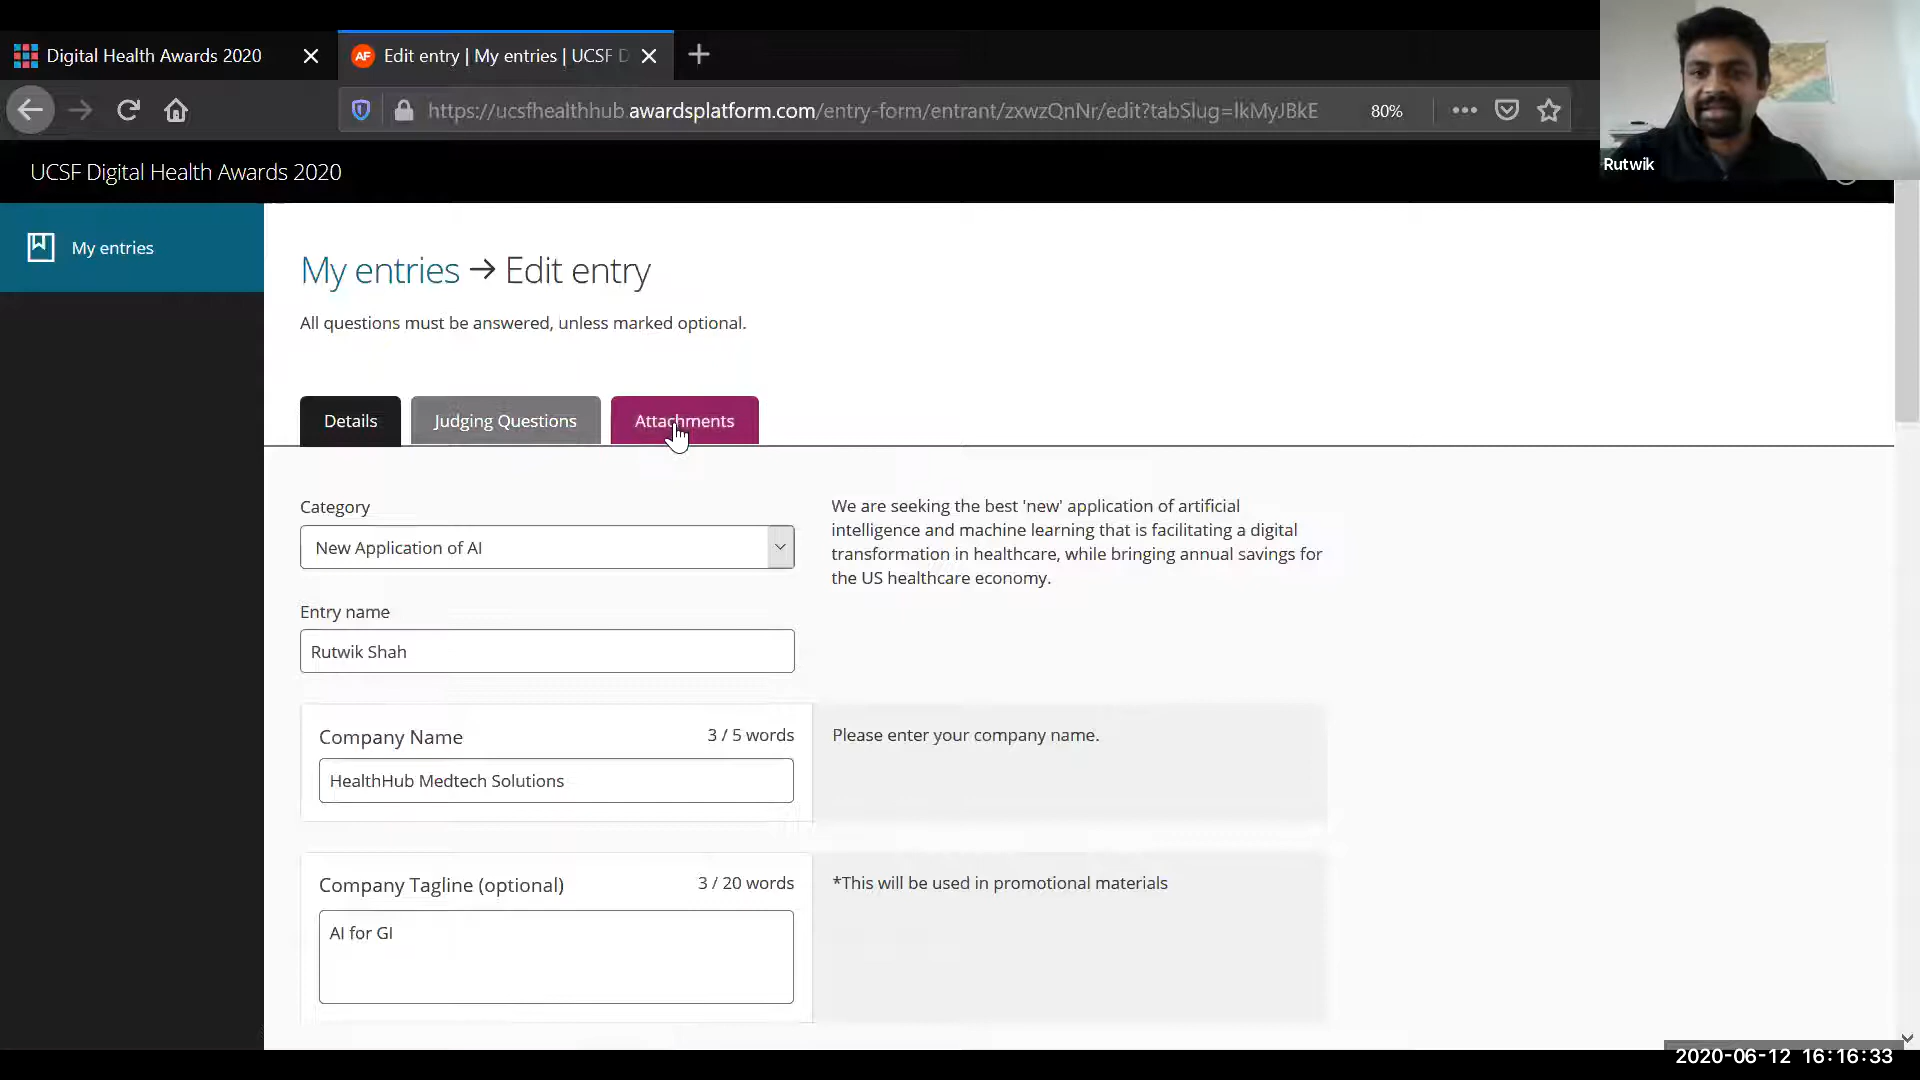 Digital Health Awards 2020
AF Edit entry | My entries | UCSF D
https://ucsfhealthhub.awardsplatform.com/entry-form/entrant/zxwzQnNr/edit?tabSlug=lkMyJBkE 80%
Rutwik
UCSF Digital Health Awards 2020
My entries
My entries → Edit entry
All questions must be answered, unless marked optional.
Details Judging Questions Attachments
Category
New Application of AI
We are seeking the best 'new' application of artificial
intelligence and machine learning that is facilitating a digital
transformation in healthcare, while bringing annual savings for
the US healthcare economy.
Entry name
Rutwik Shah
Company Name 3 / 5 words
HealthHub Medtech Solutions
Please enter your company name.
Company Tagline (optional) 3 / 20 words
AI for GI
*This will be used in promotional materials
2020-06-12 16:16:33